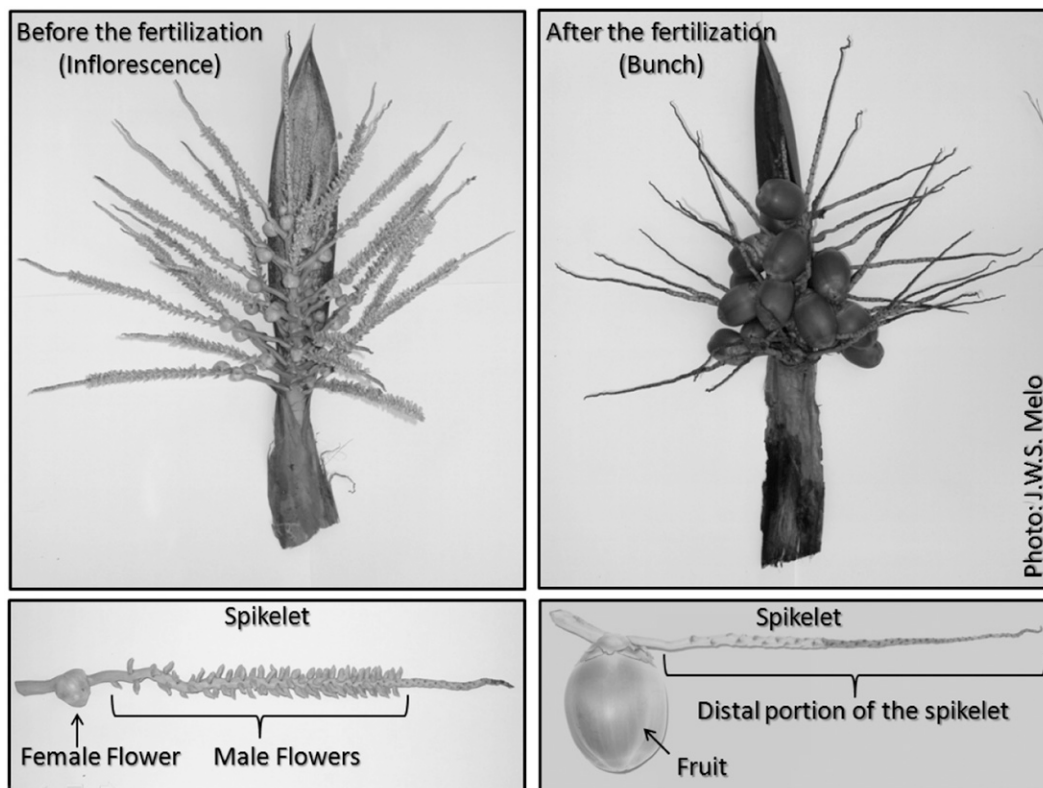 Before the fertilization
(Inflorescence)
After the fertilization
(Bunch)
Photo: J.W.S. Melo
Spikelet
Female Flower
Male Flowers
Spikelet
Distal portion of the spikelet
Fruit